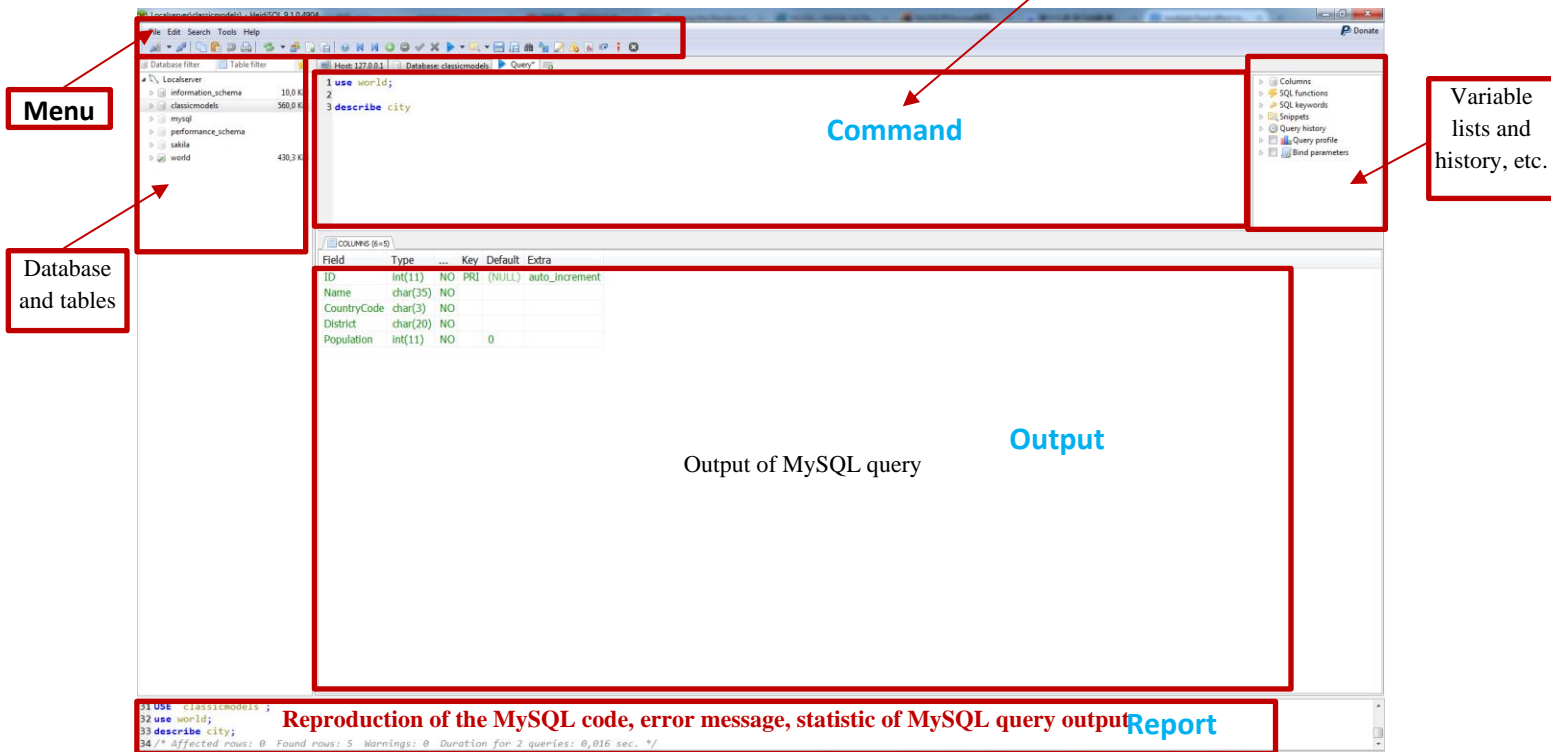 Localserver\classicmodels\ - HeidiSQL 9.1.0.4904
File Edit Search Tools Help
Donate
Database filter Table filter
Host: 127.0.0.1 Database: classicmodels Query*
Localserver
information_schema 10,0 K
classicmodels 560,0 K
mysql
performance_schema
sakila
world 430,3 K
1 use world;
2
3 describe city
Command
Columns
SQL functions
SQL keywords
Snippets
Query history
Query profile
Bind parameters
Menu
Variable
lists and
history, etc.
Database
and tables
COLUMNS (6×5)
Field Type ... Key Default Extra
ID int(11) NO PRI (NULL) auto_increment
Name char(35) NO
CountryCode char(3) NO
District char(20) NO
Population int(11) NO 0
Output
Output of MySQL query
31 USE classicmodels ;
32 use world;
33 describe city;
34 /* Affected rows: 0 Found rows: 5 Warnings: 0 Duration for 2 queries: 0,016 sec. */
Reproduction of the MySQL code, error message, statistic of MySQL query output
Report